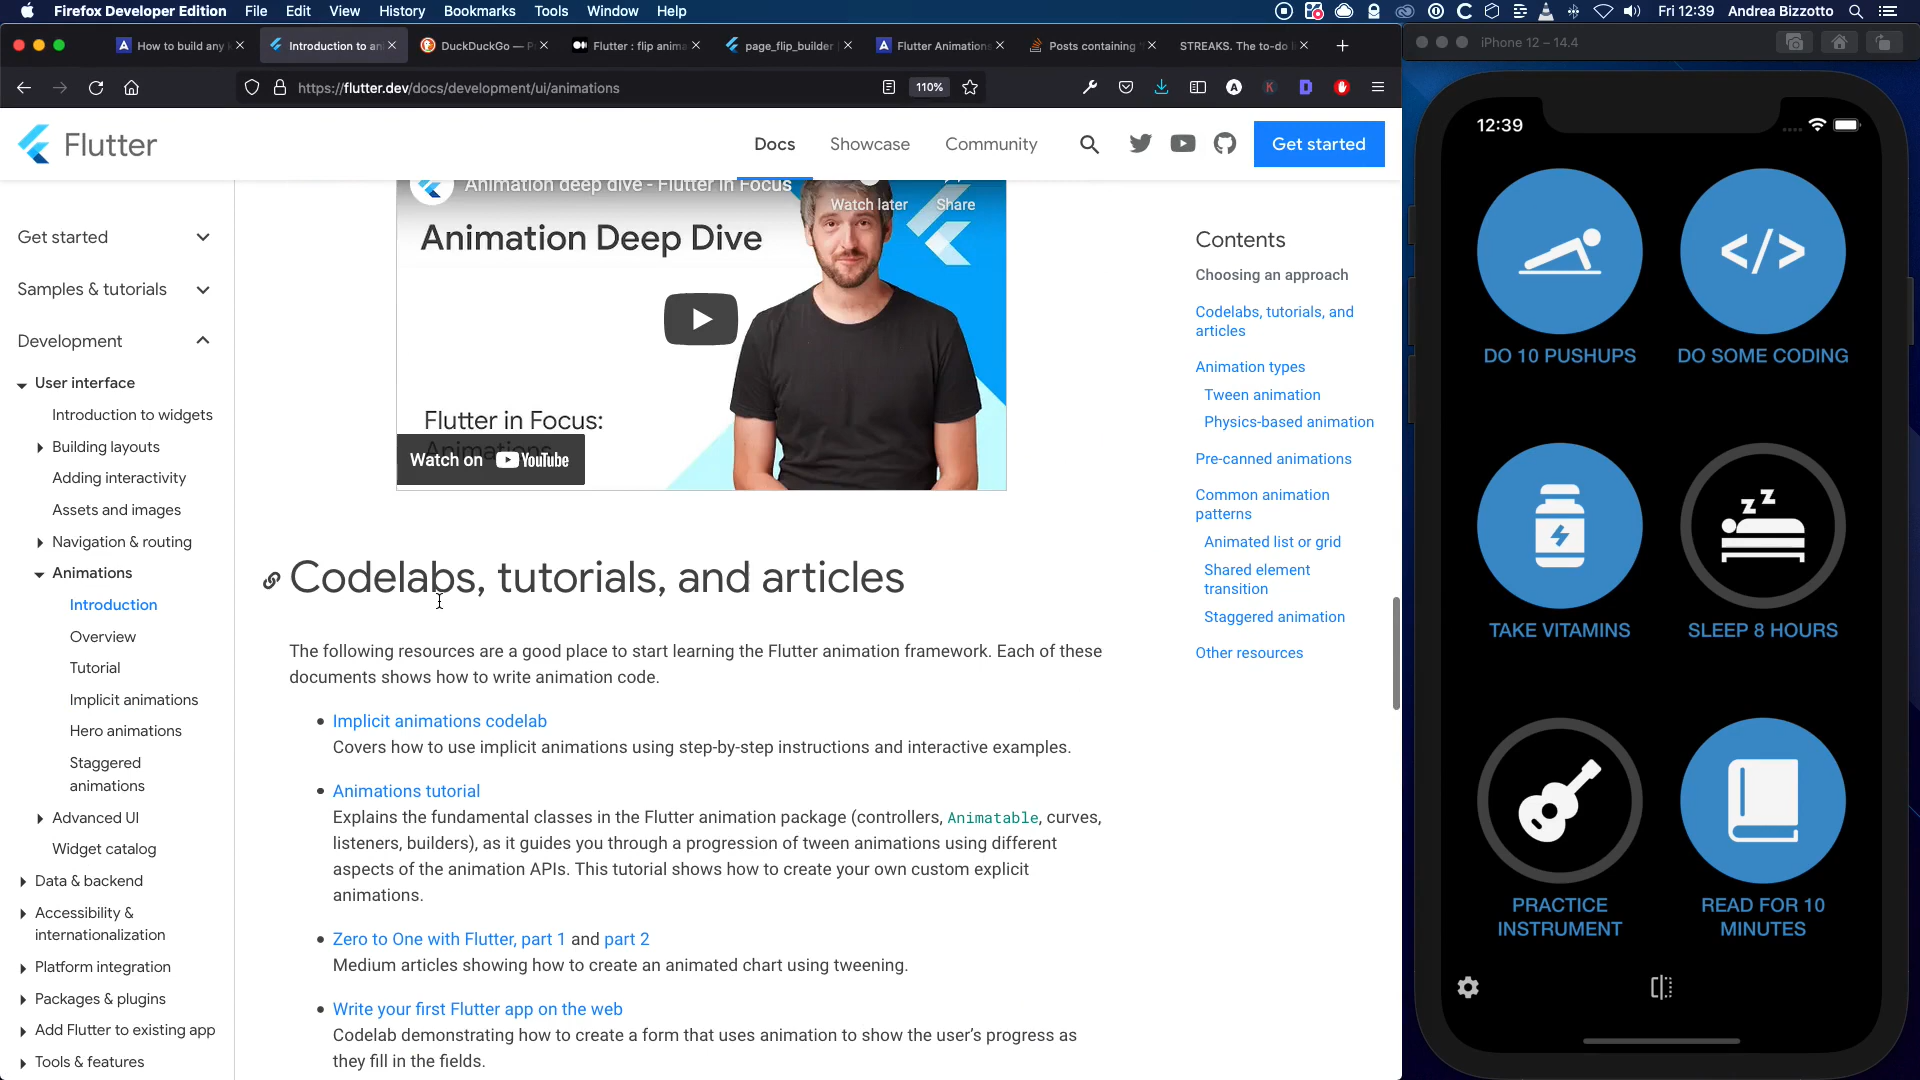 Firefox Developer Edition File Edit View History Bookmarks Tools Window Help
Fri 12:39 Andrea Bizzotto
How to build any
Introduction to an
DuckDuckGo — P
Flutter : flip anima
page_flip_builder
Flutter Animations
Posts containing
STREAKS. The to-do li
iPhone 12 – 14.4
https://flutter.dev/docs/development/ui/animations
110%
Flutter
Docs
Showcase
Community
Get started
Get started
Samples & tutorials
Development
User interface
Introduction to widgets
Building layouts
Adding interactivity
Assets and images
Navigation & routing
Animations
Introduction
Overview
Tutorial
Implicit animations
Hero animations
Staggered
animations
Advanced UI
Widget catalog
Data & backend
Accessibility &
internationalization
Platform integration
Packages & plugins
Add Flutter to existing app
Tools & features
Animation deep dive - Flutter in Focus
Watch later
Share
Animation Deep Dive
Flutter in Focus:
Animations
Watch on YouTube
Codelabs, tutorials, and articles
The following resources are a good place to start learning the Flutter animation framework. Each of these
documents shows how to write animation code.
Implicit animations codelab
Covers how to use implicit animations using step-by-step instructions and interactive examples.
Animations tutorial
Explains the fundamental classes in the Flutter animation package (controllers, Animatable, curves,
listeners, builders), as it guides you through a progression of tween animations using different
aspects of the animation APIs. This tutorial shows how to create your own custom explicit
animations.
Zero to One with Flutter, part 1 and part 2
Medium articles showing how to create an animated chart using tweening.
Write your first Flutter app on the web
Codelab demonstrating how to create a form that uses animation to show the user's progress as
they fill in the fields.
Contents
Choosing an approach
Codelabs, tutorials, and
articles
Animation types
Tween animation
Physics-based animation
Pre-canned animations
Common animation
patterns
Animated list or grid
Shared element
transition
Staggered animation
Other resources
12:39
DO 10 PUSHUPS
DO SOME CODING
TAKE VITAMINS
SLEEP 8 HOURS
PRACTICE
INSTRUMENT
READ FOR 10
MINUTES